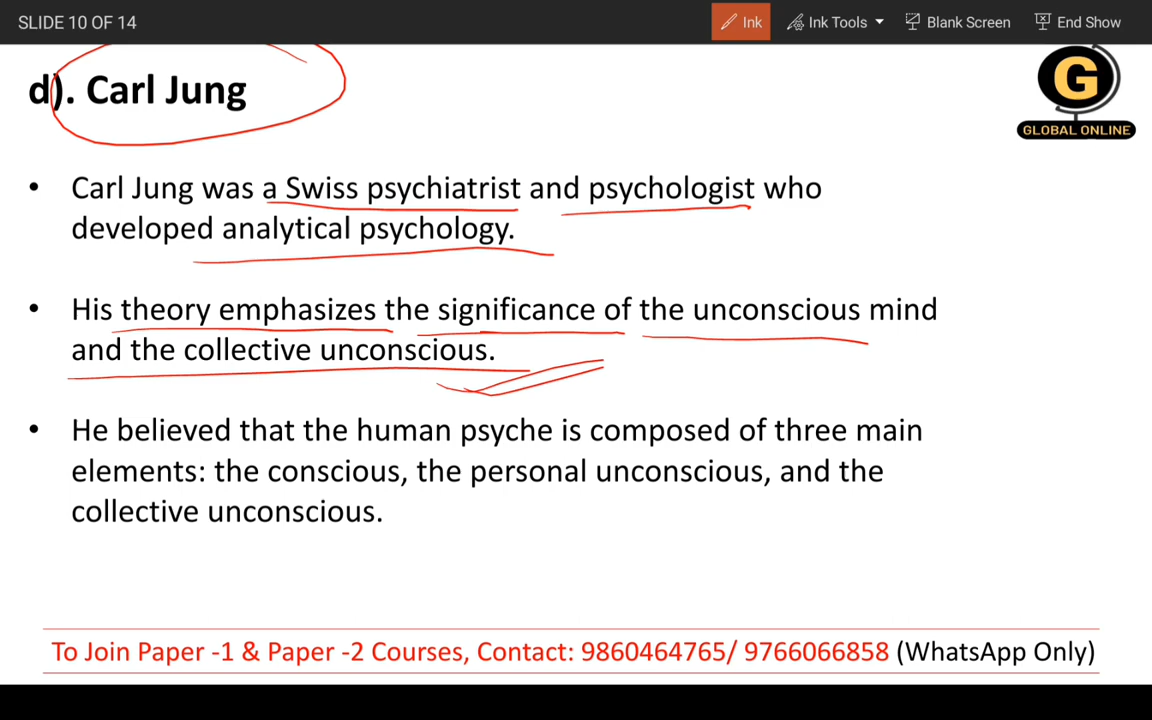 SLIDE 10 OF 14
Ink
Ink Tools
Blank Screen
End Show
d). Carl Jung
G
GLOBAL ONLINE
• Carl Jung was a Swiss psychiatrist and psychologist who
developed analytical psychology.
• His theory emphasizes the significance of the unconscious mind
and the collective unconscious.
• He believed that the human psyche is composed of three main
elements: the conscious, the personal unconscious, and the
collective unconscious.
To Join Paper -1 & Paper -2 Courses, Contact: 9860464765/ 9766066858 (WhatsApp Only)